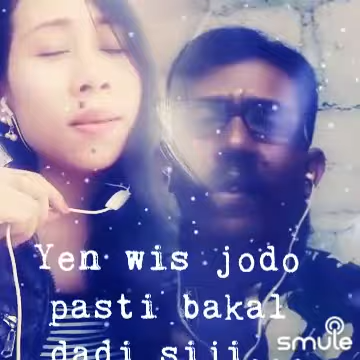 Yen wis jodo
pasti bakal
dadi siji
smule